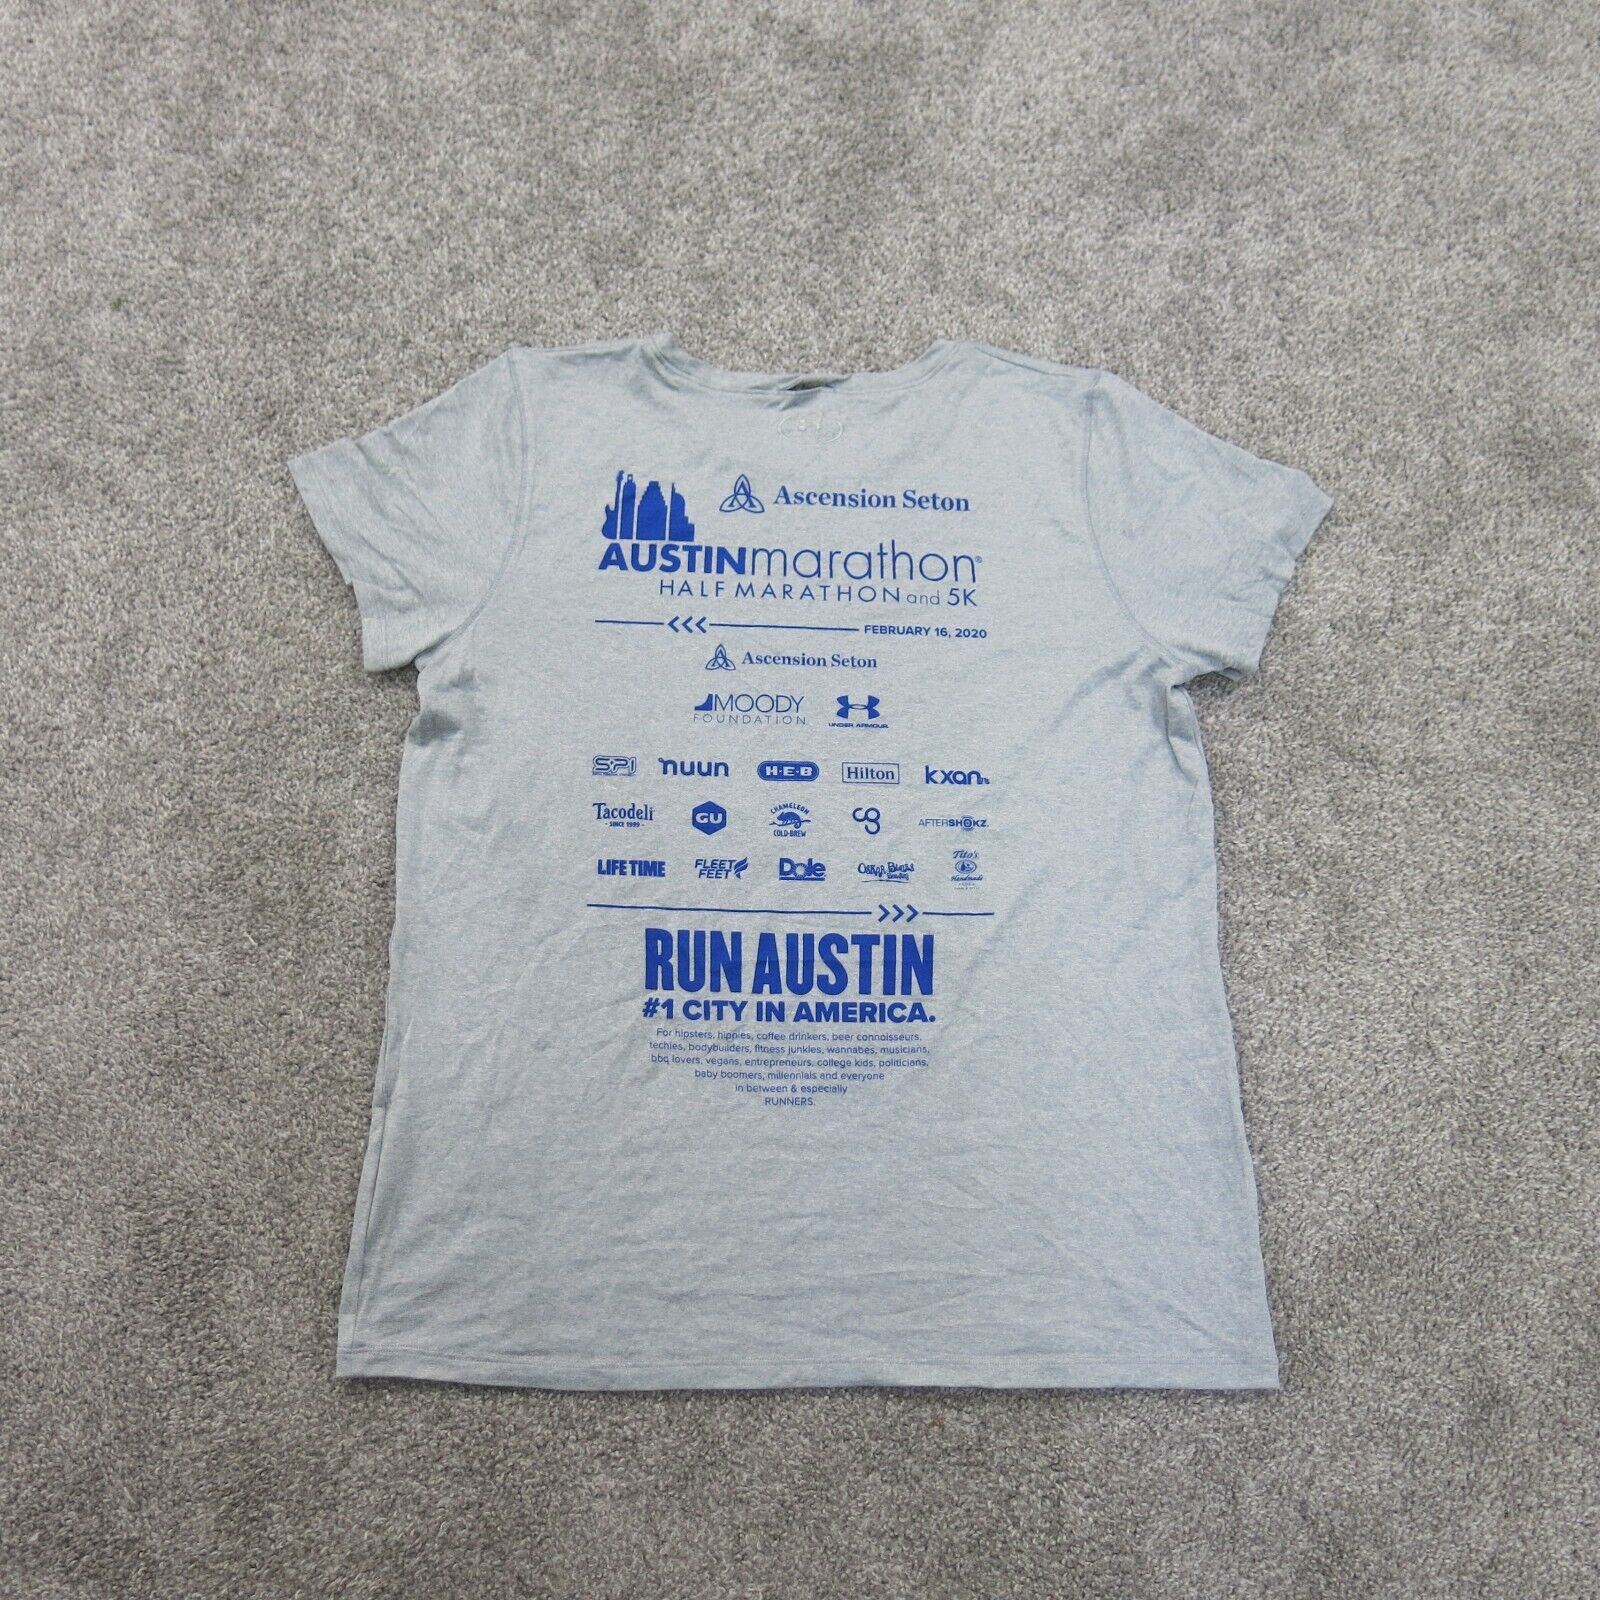 Ascension Seton
AUSTINmarathon®
HALF MARATHON and 5K
<<< FEBRUARY 16, 2020
Ascension Seton
MOODY
FOUNDATION
UNDER ARMOUR
SPI nuun H-E-B Hilton kxan
Tacodeli
- SINCE 1999 -
GU
CHAMELEON
COLD-BREW
AFTERSHOKZ.
LIFE TIME
FLEET
FEET
Dole
OSKAR BLUES
Tito's
Handmade
>>>
RUN AUSTIN
#1 CITY IN AMERICA.
For hipsters, hippies, coffee drinkers, beer connoisseurs,
techies, bodybuilders, fitness junkies, wannabes, musicians,
bbq lovers, vegans, entrepreneurs, college kids, politicians,
baby boomers, millennials and everyone
in between & especially
RUNNERS.